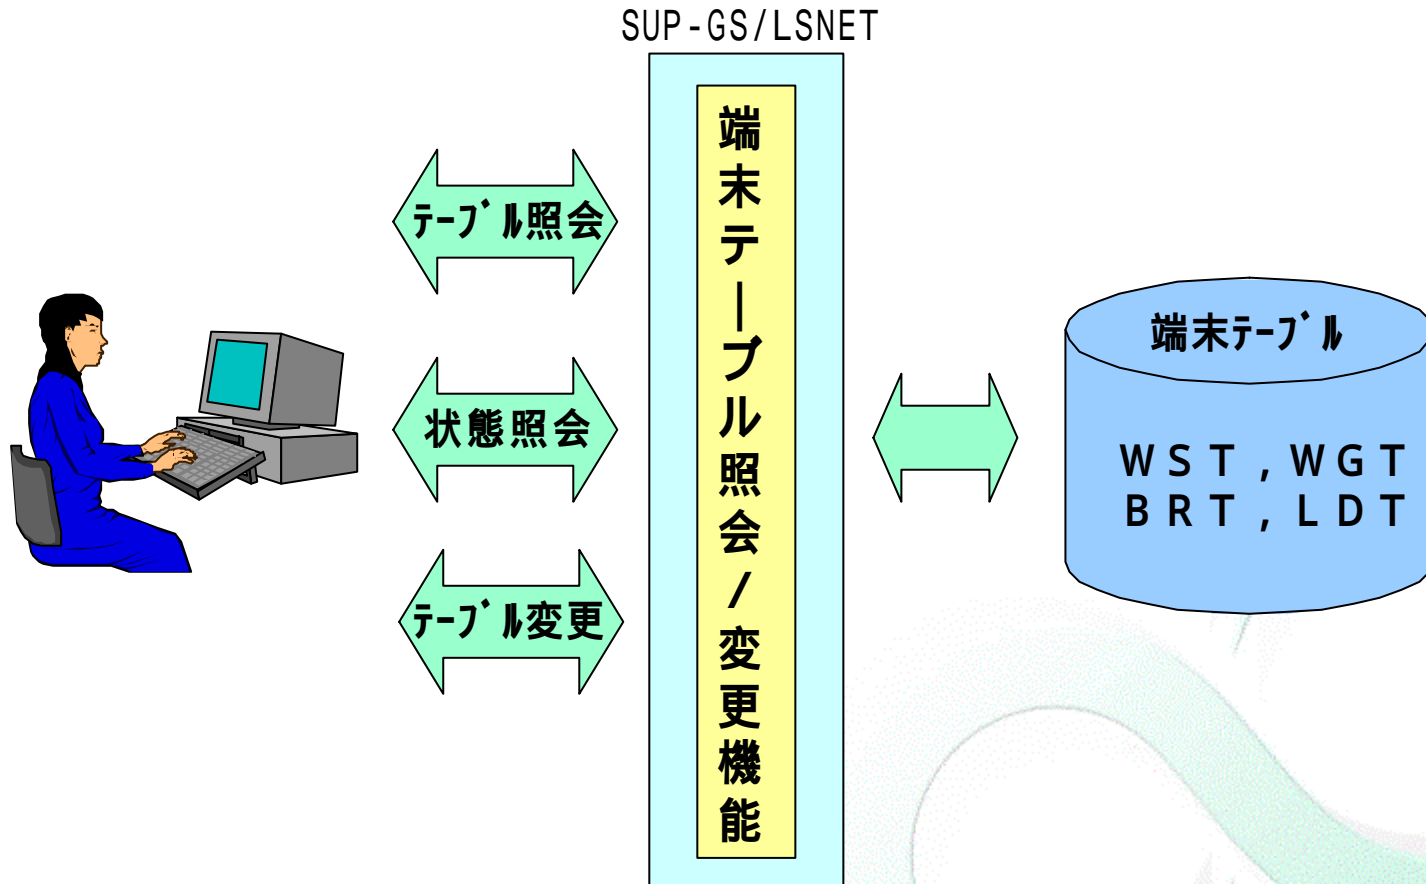 SUP-GS/LSNET
端末テーブル照会/変更機能
ﾃｰﾌﾞﾙ照会
状態照会
ﾃｰﾌﾞﾙ変更
端末ﾃｰﾌﾞﾙ
ＷＳＴ，ＷＧＴ
ＢＲＴ，ＬＤＴ